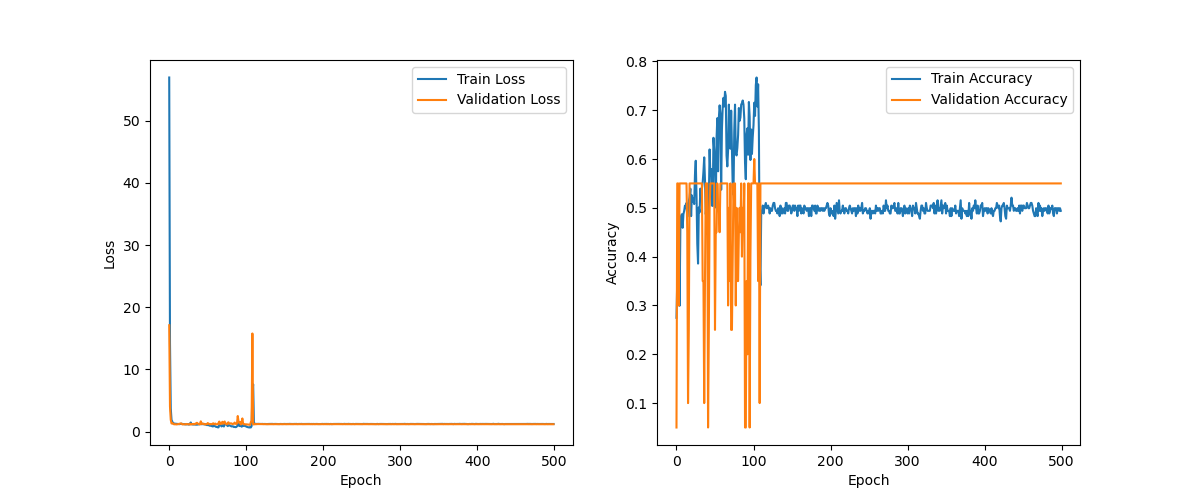 Train Loss
Validation Loss
Loss
50
40
30
20
10
0
0 100 200 300 400 500
Epoch
Train Accuracy
Validation Accuracy
Accuracy
0.8
0.7
0.6
0.5
0.4
0.3
0.2
0.1
0 100 200 300 400 500
Epoch